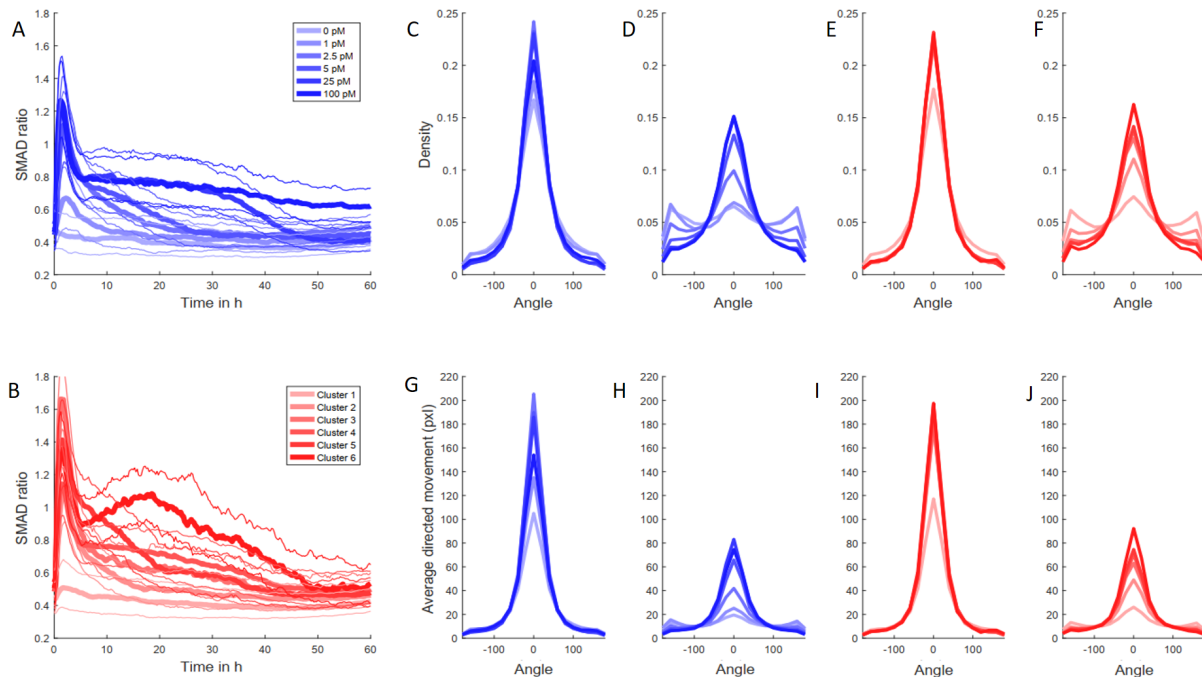 A
SMAD ratio
1.8
1.6
1.4
1.2
1
0.8
0.6
0.4
0.2
0 10 20 30 40 50 60
Time in h
0 pM
1 pM
2.5 pM
5 pM
25 pM
100 pM
C
Density
0.25
0.2
0.15
0.1
0.05
0
-100 0 100
Angle
D
0.25
0.2
0.15
0.1
0.05
0
-100 0 100
Angle
E
0.25
0.2
0.15
0.1
0.05
0
-100 0 100
Angle
F
0.25
0.2
0.15
0.1
0.05
0
-100 0 100
Angle
B
SMAD ratio
1.8
1.6
1.4
1.2
1
0.8
0.6
0.4
0.2
0 10 20 30 40 50 60
Time in h
Cluster 1
Cluster 2
Cluster 3
Cluster 4
Cluster 5
Cluster 6
G
Average directed movement (pxl)
220
200
180
160
140
120
100
80
60
40
20
0
-100 0 100
Angle
H
220
200
180
160
140
120
100
80
60
40
20
0
-100 0 100
Angle
I
220
200
180
160
140
120
100
80
60
40
20
0
-100 0 100
Angle
J
220
200
180
160
140
120
100
80
60
40
20
0
-100 0 100
Angle